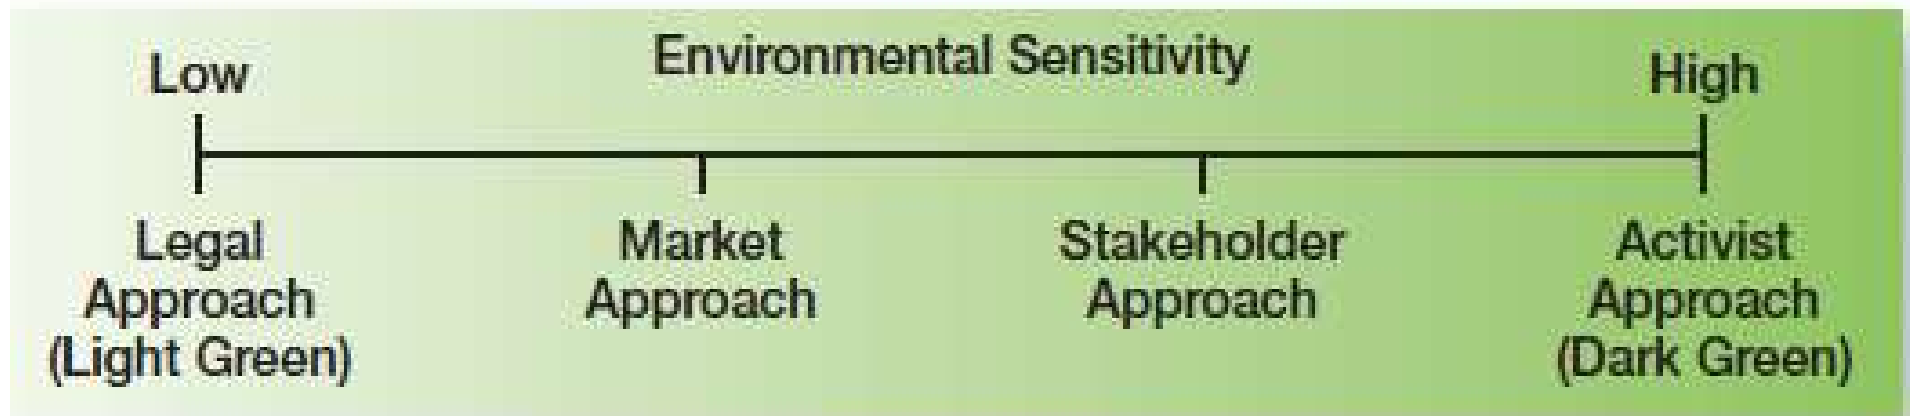 Low
Environmental Sensitivity
High
Legal
Approach
(Light Green)
Market
Approach
Stakeholder
Approach
Activist
Approach
(Dark Green)